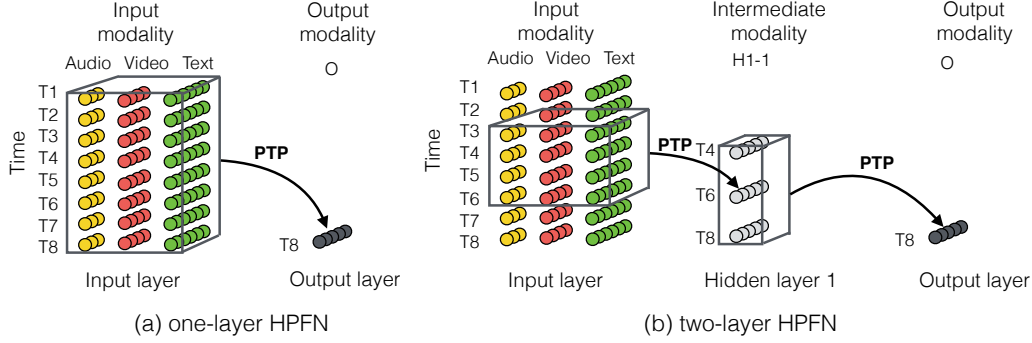 Input
modality
Output
modality
Audio Video Text
O
Time
T1
T2
T3
T4
T5
T6
T7
T8
PTP
T8
Input layer
Output layer
(a) one-layer HPFN
Input
modality
Intermediate
modality
Output
modality
Audio Video Text
H1-1
O
Time
T1
T2
T3
T4
T5
T6
T7
T8
PTP
T4
T6
T8
PTP
T8
Input layer
Hidden layer 1
Output layer
(b) two-layer HPFN